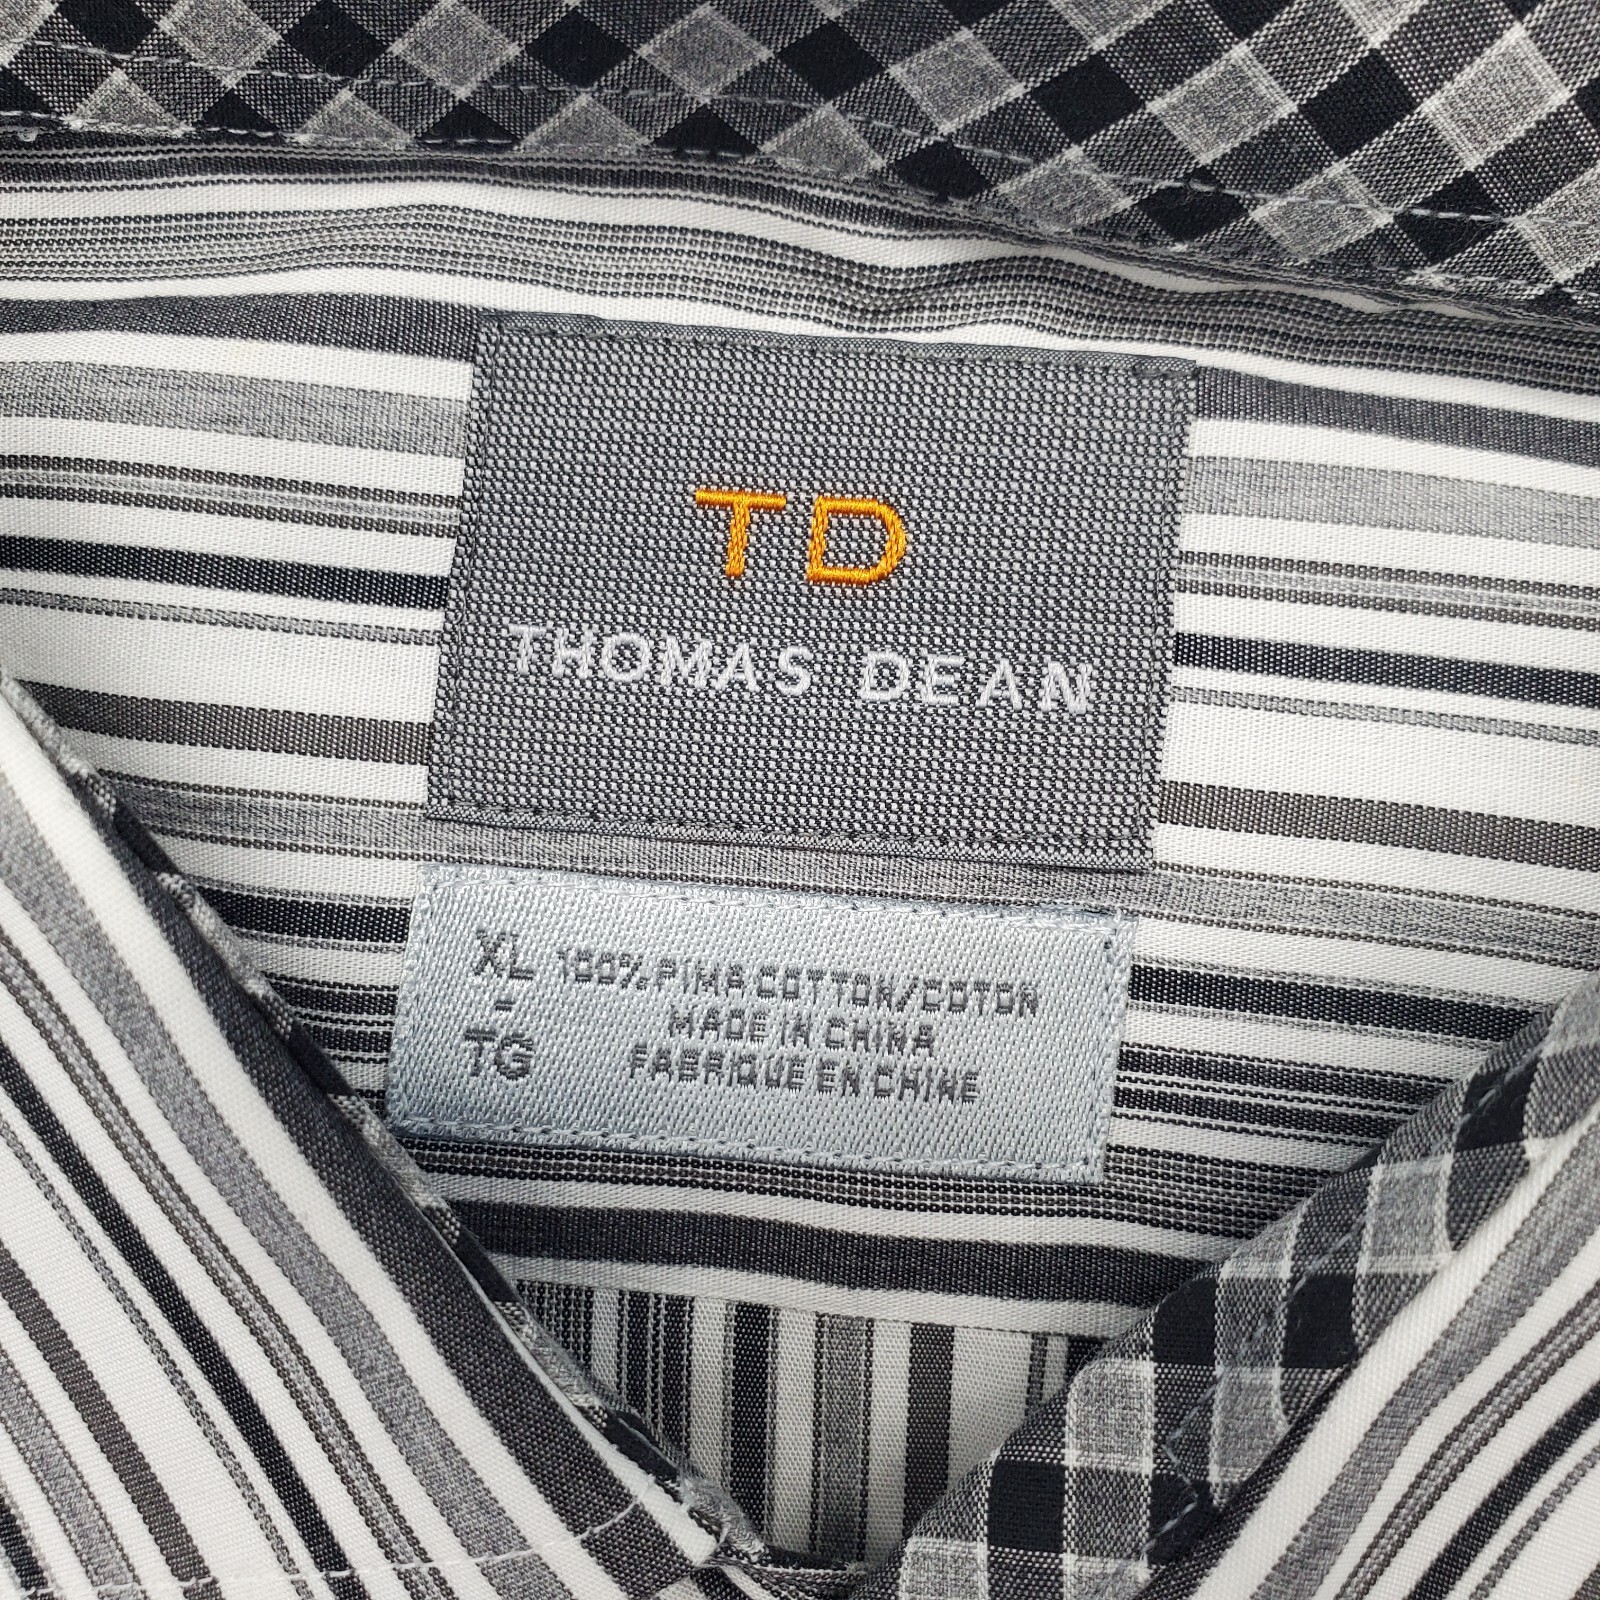 TD
THOMAS DEAN
XL
-
TG
100% PIMA COTTON/COTON
MADE IN CHINA
FABRIQUE EN CHINE